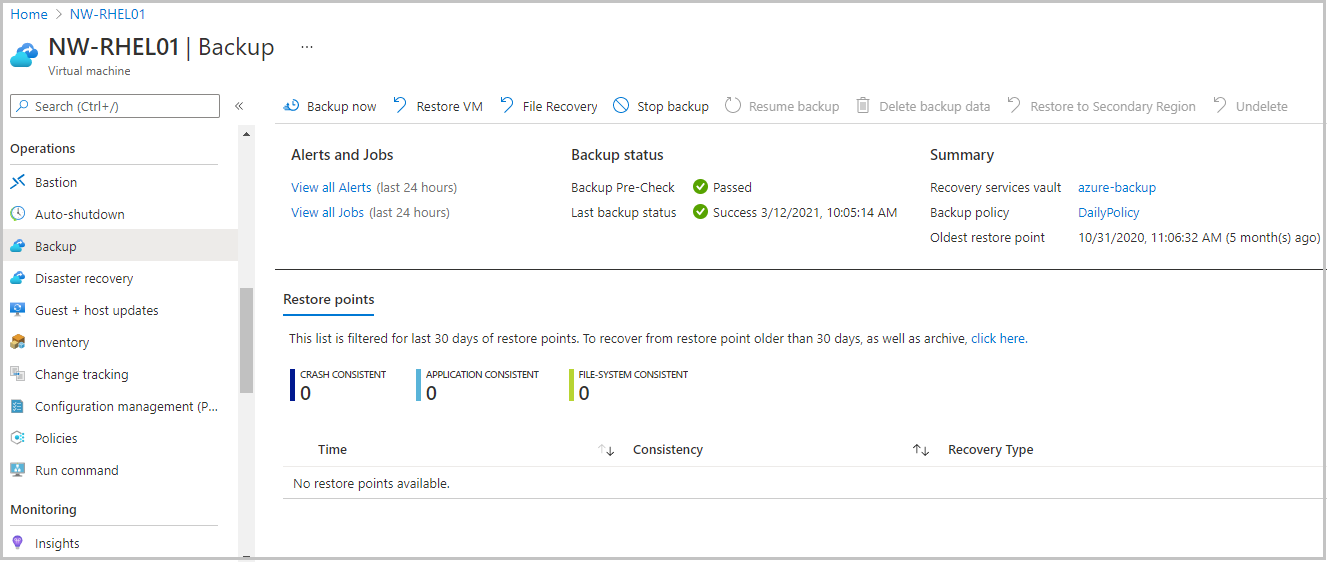 Home > NW-RHEL01
NW-RHEL01 | Backup ...
Virtual machine
Search (Ctrl+/) «
Backup now Restore VM File Recovery Stop backup Resume backup Delete backup data Restore to Secondary Region Undelete
Operations
Bastion
Auto-shutdown
Backup
Disaster recovery
Guest + host updates
Inventory
Change tracking
Configuration management (P...
Policies
Run command
Monitoring
Insights
Alerts and Jobs
View all Alerts (last 24 hours)
View all Jobs (last 24 hours)
Backup status
Backup Pre-Check Passed
Last backup status Success 3/12/2021, 10:05:14 AM
Summary
Recovery services vault azure-backup
Backup policy DailyPolicy
Oldest restore point 10/31/2020, 11:06:32 AM (5 month(s) ago)
Restore points
This list is filtered for last 30 days of restore points. To recover from restore point older than 30 days, as well as archive, click here.
CRASH CONSISTENT
0
APPLICATION CONSISTENT
0
FILE-SYSTEM CONSISTENT
0
Time ↑↓ Consistency ↑↓ Recovery Type
No restore points available.